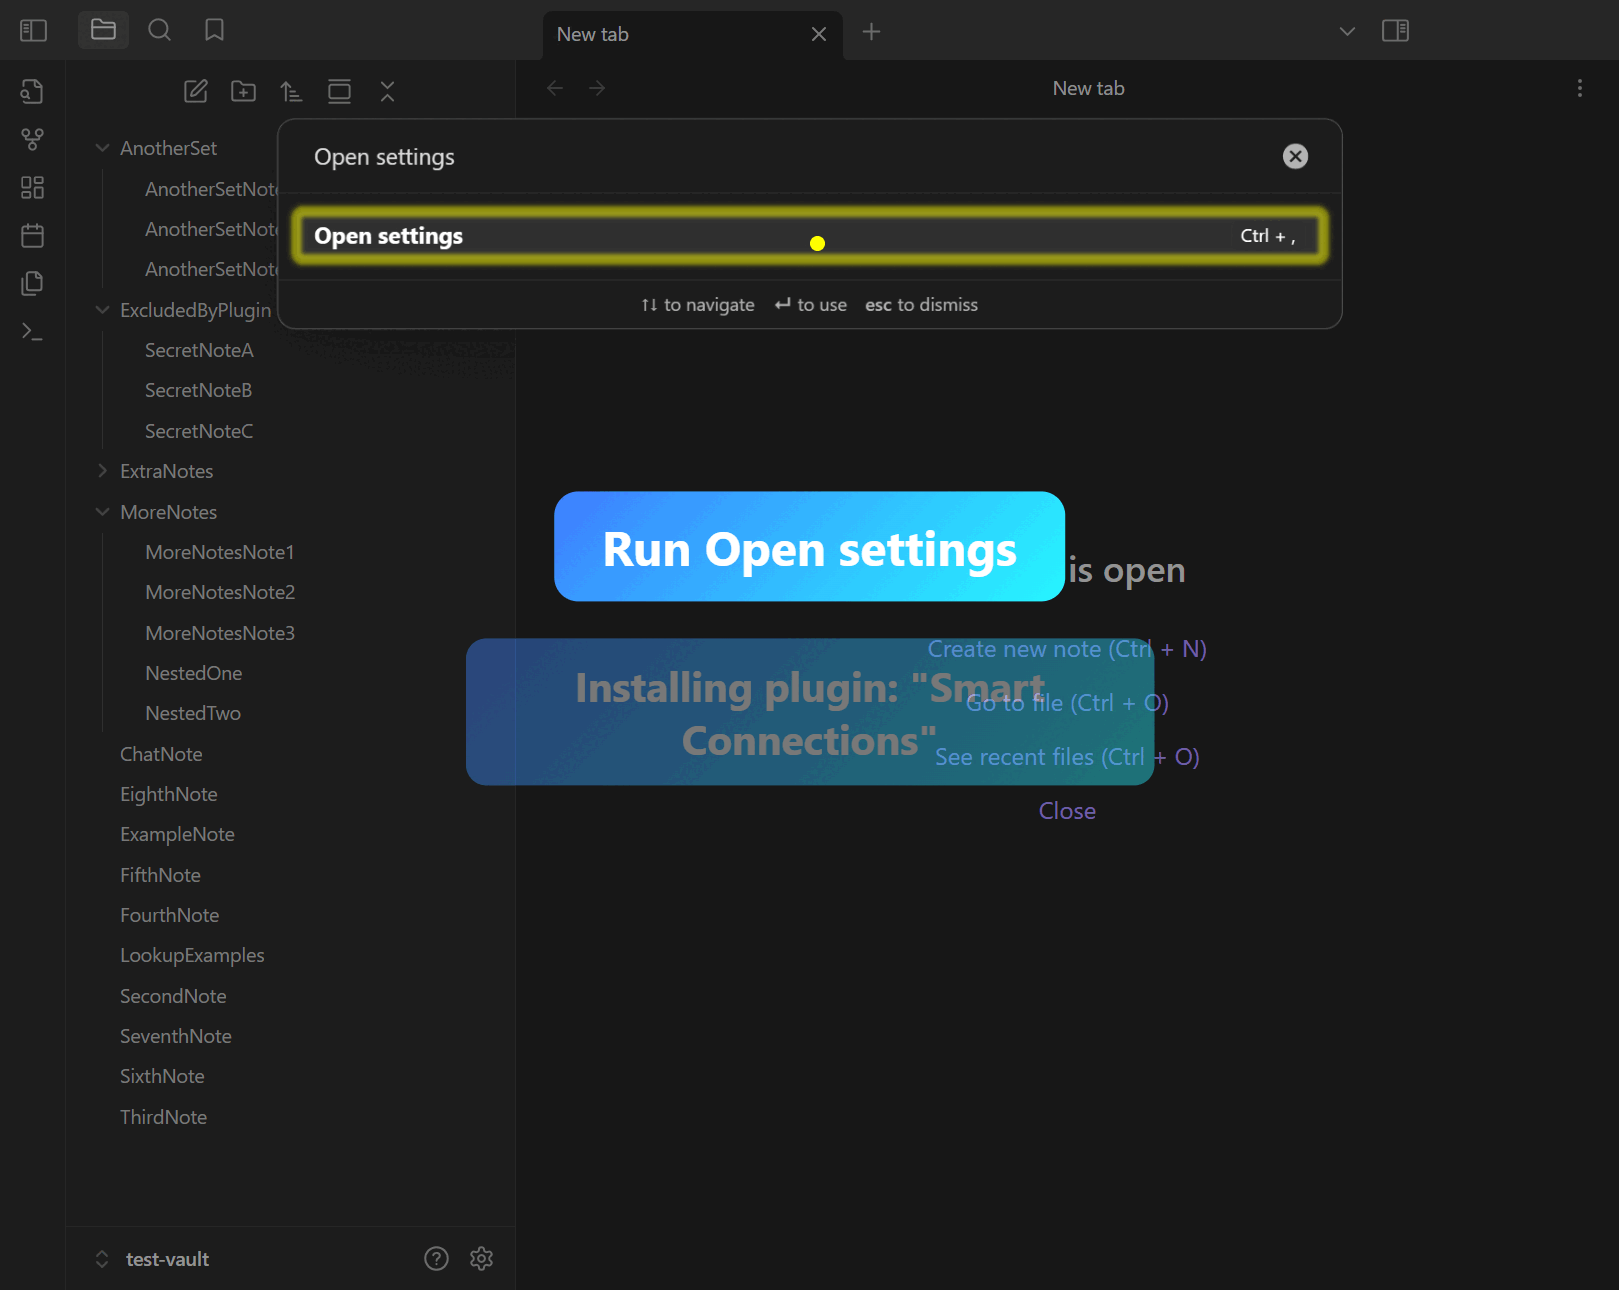 New tab
New tab
AnotherSet
AnotherSetNot
AnotherSetNot
AnotherSetNot
ExcludedByPlugin
SecretNoteA
SecretNoteB
SecretNoteC
ExtraNotes
MoreNotes
MoreNotesNote1
MoreNotesNote2
MoreNotesNote3
NestedOne
NestedTwo
ChatNote
EighthNote
ExampleNote
FifthNote
FourthNote
LookupExamples
SecondNote
SeventhNote
SixthNote
ThirdNote
test-vault
Open settings
Open settings Ctrl + ,
↑↓ to navigate ↵ to use esc to dismiss
Run Open settings
is open
Installing plugin: "Smart
Connections"
Create new note (Ctrl + N)
Go to file (Ctrl + O)
See recent files (Ctrl + O)
Close